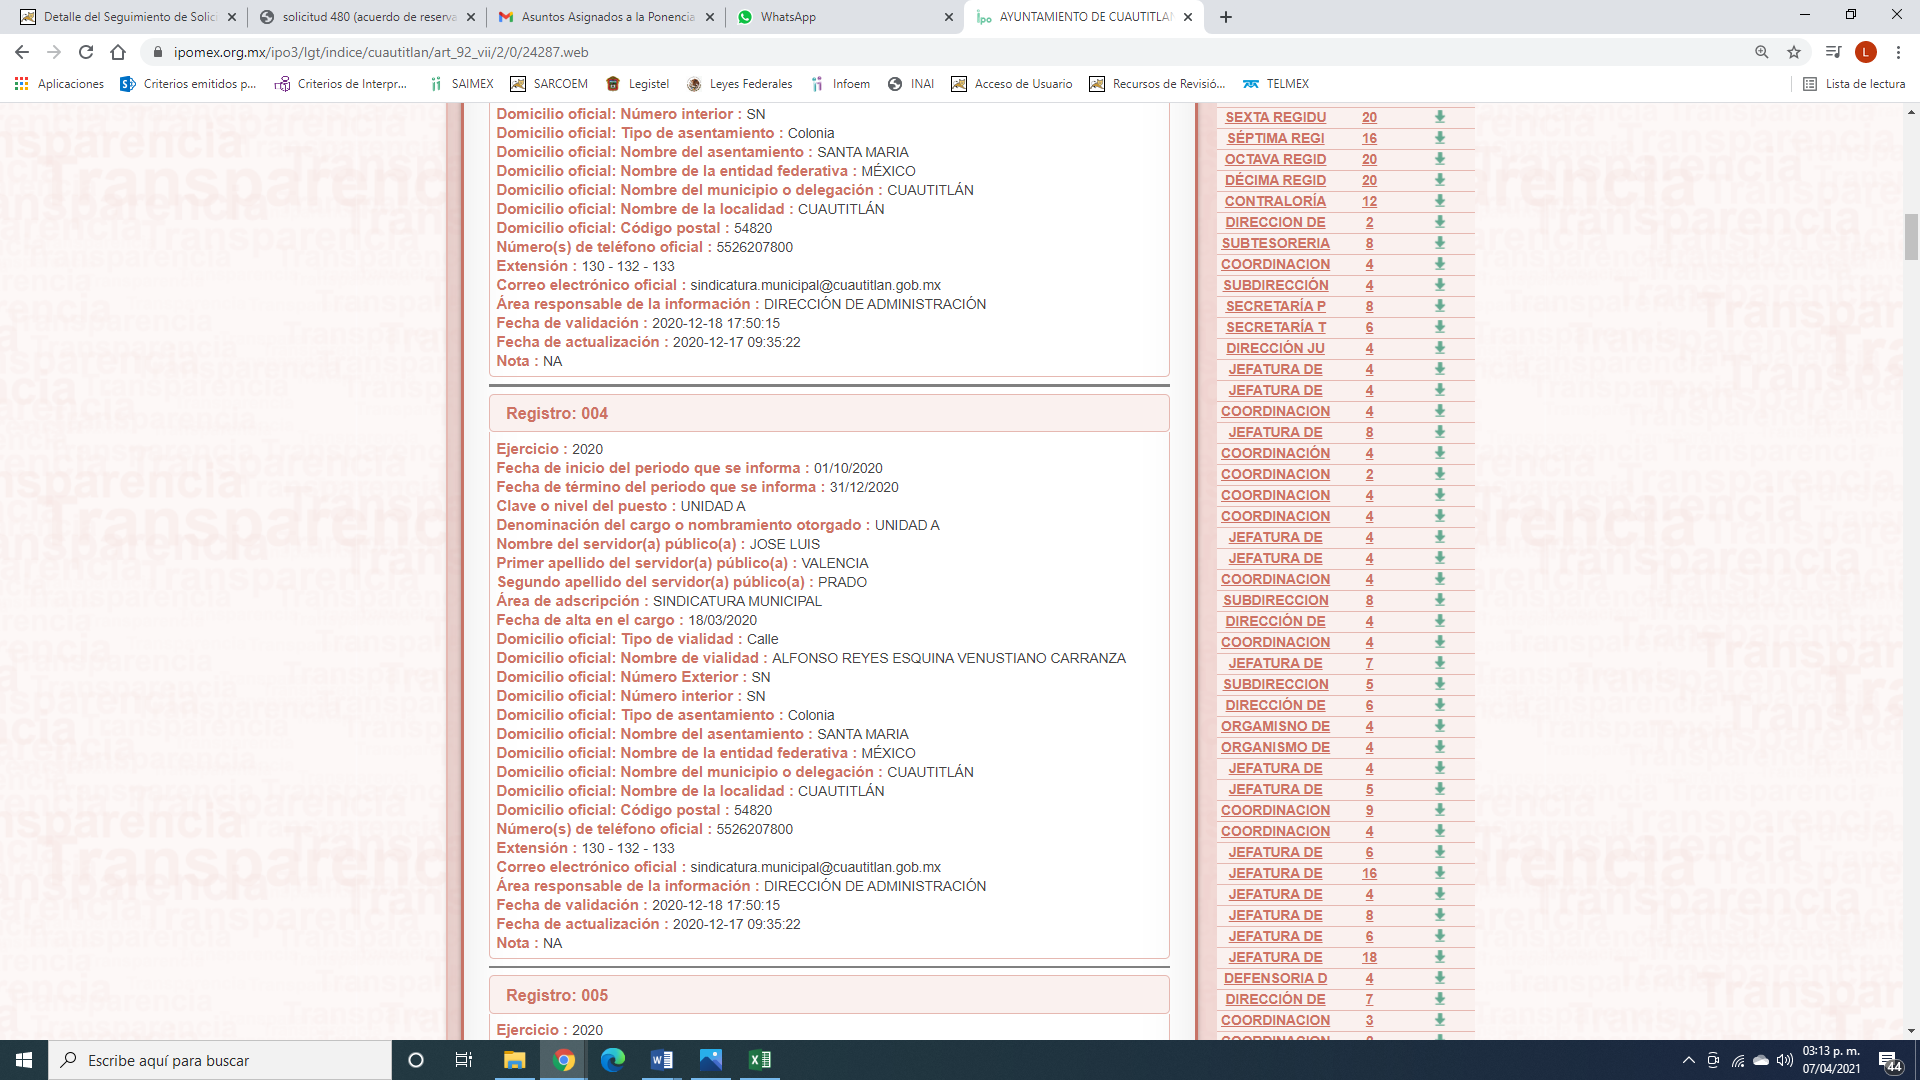 Detalle del Seguimiento de Solici
solicitud 480 (acuerdo de reserva
Asuntos Asignados a la Ponencia
WhatsApp
AYUNTAMIENTO DE CUAUTITLAN
ipomex.org.mx/ipo3/lgt/indice/cuautitlan/art_92_vii/2/0/24287.web
L
Aplicaciones
Criterios emitidos p...
Criterios de Interpr...
SAIMEX
SARCOEM
Legistel
Leyes Federales
Infoem
INAI
Acceso de Usuario
Recursos de Revisió...
TELMEX
Lista de lectura
Domicilio oficial: Número interior : SN
Domicilio oficial: Tipo de asentamiento : Colonia
Domicilio oficial: Nombre del asentamiento : SANTA MARIA
Domicilio oficial: Nombre de la entidad federativa : MÉXICO
Domicilio oficial: Nombre del municipio o delegación : CUAUTITLÁN
Domicilio oficial: Nombre de la localidad : CUAUTITLÁN
Domicilio oficial: Código postal : 54820
Número(s) de teléfono oficial : 5526207800
Extensión : 130 - 132 - 133
Correo electrónico oficial : sindicatura.municipal@cuautitlan.gob.mx
Área responsable de la información : DIRECCIÓN DE ADMINISTRACIÓN
Fecha de validación : 2020-12-18 17:50:15
Fecha de actualización : 2020-12-17 09:35:22
Nota : NA
Registro: 004
Ejercicio : 2020
Fecha de inicio del periodo que se informa : 01/10/2020
Fecha de término del periodo que se informa : 31/12/2020
Clave o nivel del puesto : UNIDAD A
Denominación del cargo o nombramiento otorgado : UNIDAD A
Nombre del servidor(a) público(a) : JOSE LUIS
Primer apellido del servidor(a) público(a) : VALENCIA
Segundo apellido del servidor(a) público(a) : PRADO
Área de adscripción : SINDICATURA MUNICIPAL
Fecha de alta en el cargo : 18/03/2020
Domicilio oficial: Tipo de vialidad : Calle
Domicilio oficial: Nombre de vialidad : ALFONSO REYES ESQUINA VENUSTIANO CARRANZA
Domicilio oficial: Número Exterior : SN
Domicilio oficial: Número interior : SN
Domicilio oficial: Tipo de asentamiento : Colonia
Domicilio oficial: Nombre del asentamiento : SANTA MARIA
Domicilio oficial: Nombre de la entidad federativa : MÉXICO
Domicilio oficial: Nombre del municipio o delegación : CUAUTITLÁN
Domicilio oficial: Nombre de la localidad : CUAUTITLÁN
Domicilio oficial: Código postal : 54820
Número(s) de teléfono oficial : 5526207800
Extensión : 130 - 132 - 133
Correo electrónico oficial : sindicatura.municipal@cuautitlan.gob.mx
Área responsable de la información : DIRECCIÓN DE ADMINISTRACIÓN
Fecha de validación : 2020-12-18 17:50:15
Fecha de actualización : 2020-12-17 09:35:22
Nota : NA
Registro: 005
Ejercicio : 2020
SEXTA REGIDU 20
SÉPTIMA REGI 16
OCTAVA REGID 20
DÉCIMA REGID 20
CONTRALORÍA 12
DIRECCION DE 2
SUBTESORERIA 8
COORDINACION 4
SUBDIRECCIÓN 4
SECRETARÍA P 8
SECRETARÍA T 6
DIRECCIÓN JU 4
JEFATURA DE 4
JEFATURA DE 4
COORDINACION 4
JEFATURA DE 8
COORDINACIÓN 4
COORDINACION 2
COORDINACION 4
COORDINACION 4
JEFATURA DE 4
JEFATURA DE 4
COORDINACION 4
SUBDIRECCION 8
DIRECCIÓN DE 4
COORDINACION 4
JEFATURA DE 7
SUBDIRECCION 5
DIRECCIÓN DE 6
ORGAMISNO DE 4
ORGANISMO DE 4
JEFATURA DE 4
JEFATURA DE 5
COORDINACION 9
COORDINACION 4
JEFATURA DE 6
JEFATURA DE 16
JEFATURA DE 4
JEFATURA DE 8
JEFATURA DE 6
JEFATURA DE 18
DEFENSORIA D 4
DIRECCIÓN DE 7
COORDINACION 3
Escribe aquí para buscar
03:13 p. m.
07/04/2021
44